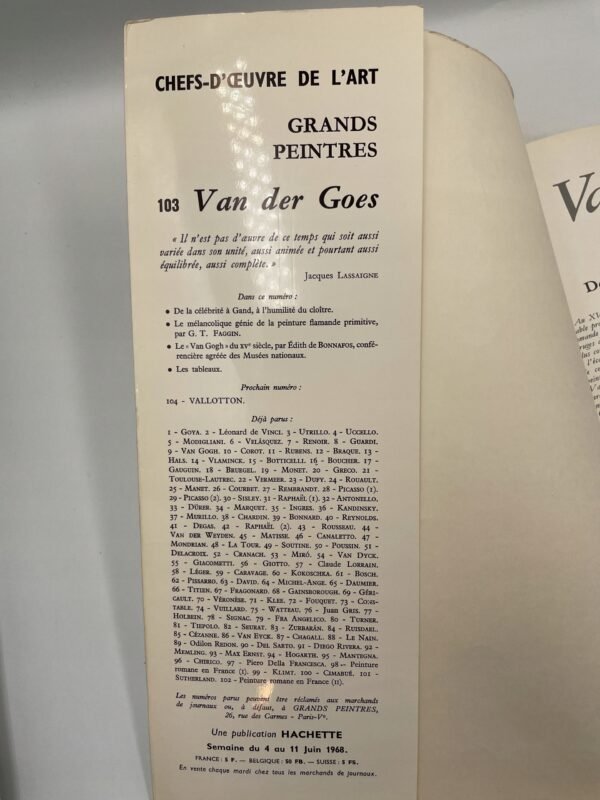 CHEFS-D'ŒUVRE DE L'ART
GRANDS
PEINTRES
103 Van der Goes
« Il n'est pas d'œuvre de ce temps qui soit aussi
variée dans son unité, aussi animée et pourtant aussi
équilibrée, aussi complète. »
Jacques LASSAIGNE
Dans ce numéro :
• De la célébrité à Gand, à l'humilité du cloître.
• Le mélancolique génie de la peinture flamande primitive,
par G. T. FAGGIN.
• Le « Van Gogh » du XVe siècle, par Édith de BONNAFOS, confé-
rencière agréée des Musées nationaux.
• Les tableaux.
Prochain numéro :
104 - VALLOTTON.
Déjà parus :
1 - GOYA. 2 - Léonard de VINCI. 3 - UTRILLO. 4 - UCCELLO.
5 - MODIGLIANI. 6 - VELÁSQUEZ. 7 - RENOIR. 8 - GUARDI.
9 - VAN GOGH. 10 - COROT. 11 - RUBENS. 12 - BRAQUE. 13 -
HALS. 14 - VLAMINCK. 15 - BOTTICELLI. 16 - BOUCHER. 17 -
GAUGUIN. 18 - BRUEGEL. 19 - MONET. 20 - GRECO. 21 -
TOULOUSE-LAUTREC. 22 - VERMEER. 23 - DUFY. 24 - ROUAULT.
25 - MANET. 26 - COURBET. 27 - REMBRANDT. 28 - PICASSO (1).
29 - PICASSO (2). 30 - SISLEY. 31 - RAPHAËL (1). 32 - ANTONELLO.
33 - DÜRER. 34 - MARQUET. 35 - INGRES. 36 - KANDINSKY.
37 - MURILLO. 38 - CHARDIN. 39 - BONNARD. 40 - REYNOLDS.
41 - DEGAS. 42 - RAPHAËL (2). 43 - ROUSSEAU. 44 -
VAN DER WEYDEN. 45 - MATISSE. 46 - CANALETTO. 47 -
MONDRIAN. 48 - LA TOUR. 49 - SOUTINE. 50 - POUSSIN. 51 -
DELACROIX. 52 - CRANACH. 53 - MIRÓ. 54 - VAN DYCK.
55 - GIACOMETTI. 56 - GIOTTO. 57 - Claude LORRAIN.
58 - LÉGER. 59 - CARAVAGE. 60 - KOKOSCHKA. 61 - BOSCH.
62 - PISSARRO. 63 - DAVID. 64 - MICHEL-ANGE. 65 - DAUMIER.
66 - TITIEN. 67 - FRAGONARD. 68 - GAINSBOROUGH. 69 - GÉRI-
CAULT. 70 - VÉRONÈSE. 71 - KLEE. 72 - FOUQUET. 73 - CONS-
TABLE. 74 - VUILLARD. 75 - WATTEAU. 76 - Juan GRIS. 77 -
HOLBEIN. 78 - SIGNAC. 79 - FRA ANGELICO. 80 - TURNER.
81 - TIEPOLO. 82 - SEURAT. 83 - ZURBARÁN. 84 - RUISDAEL.
85 - CÉZANNE. 86 - VAN EYCK. 87 - CHAGALL. 88 - LE NAIN.
89 - Odilon REDON. 90 - DEL SARTO. 91 - DIEGO RIVERA. 92 -
MEMLING. 93 - MAX ERNST. 94 - HOGARTH. 95 - MANTEGNA.
96 - CHIRICO. 97 - Piero DELLA FRANCESCA. 98 - Peinture
romane en France (I). 99 - KLIMT. 100 - CIMABUÉ. 101 -
SUTHERLAND. 102 - Peinture romane en France (II).
Les numéros parus peuvent être réclamés aux marchands
de journaux ou, à défaut, à GRANDS PEINTRES,
26, rue des Carmes - Paris-Ve.
Une publication HACHETTE
Semaine du 4 au 11 Juin 1968.
FRANCE : 5 F. — BELGIQUE : 50 FB. — SUISSE : 5 FS.
En vente chaque mardi chez tous les marchands de journaux.
Va
Au XV